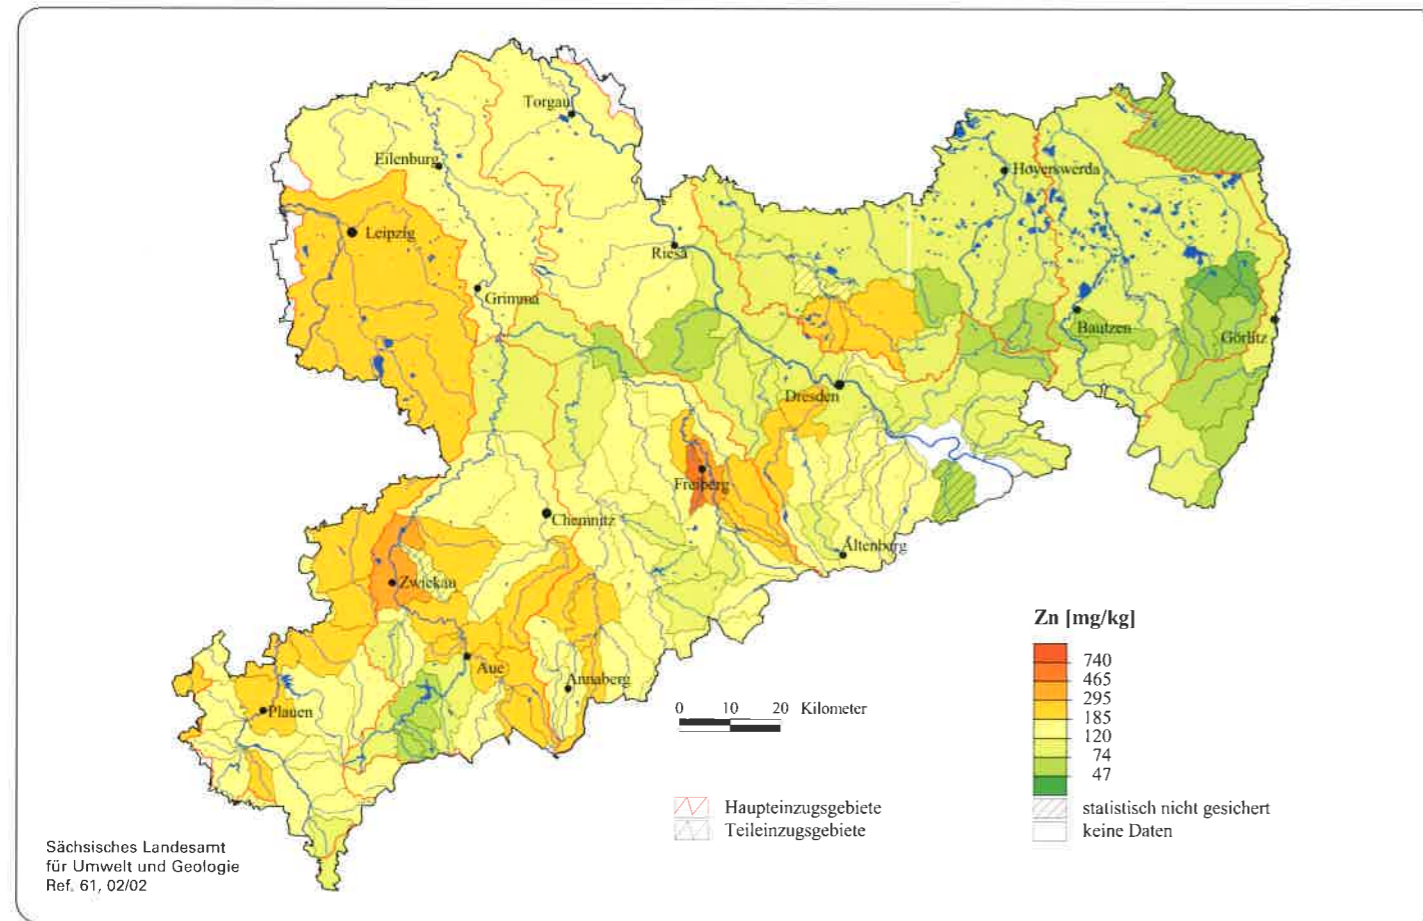 Torgau
Eilenburg
Hoyerswerda
Leipzig
Riesa
Grimma
Bautzen
Görlitz
Dresden
Freiberg
Chemnitz
Altenburg
Zwickau
Aue
Annaberg
Plauen
Zn [mg/kg]
740
465
295
185
120
74
47
0 10 20 Kilometer
Haupteinzugsgebiete
Teileinzugsgebiete
statistisch nicht gesichert
keine Daten
Sächsisches Landesamt
für Umwelt und Geologie
Ref. 61, 02/02